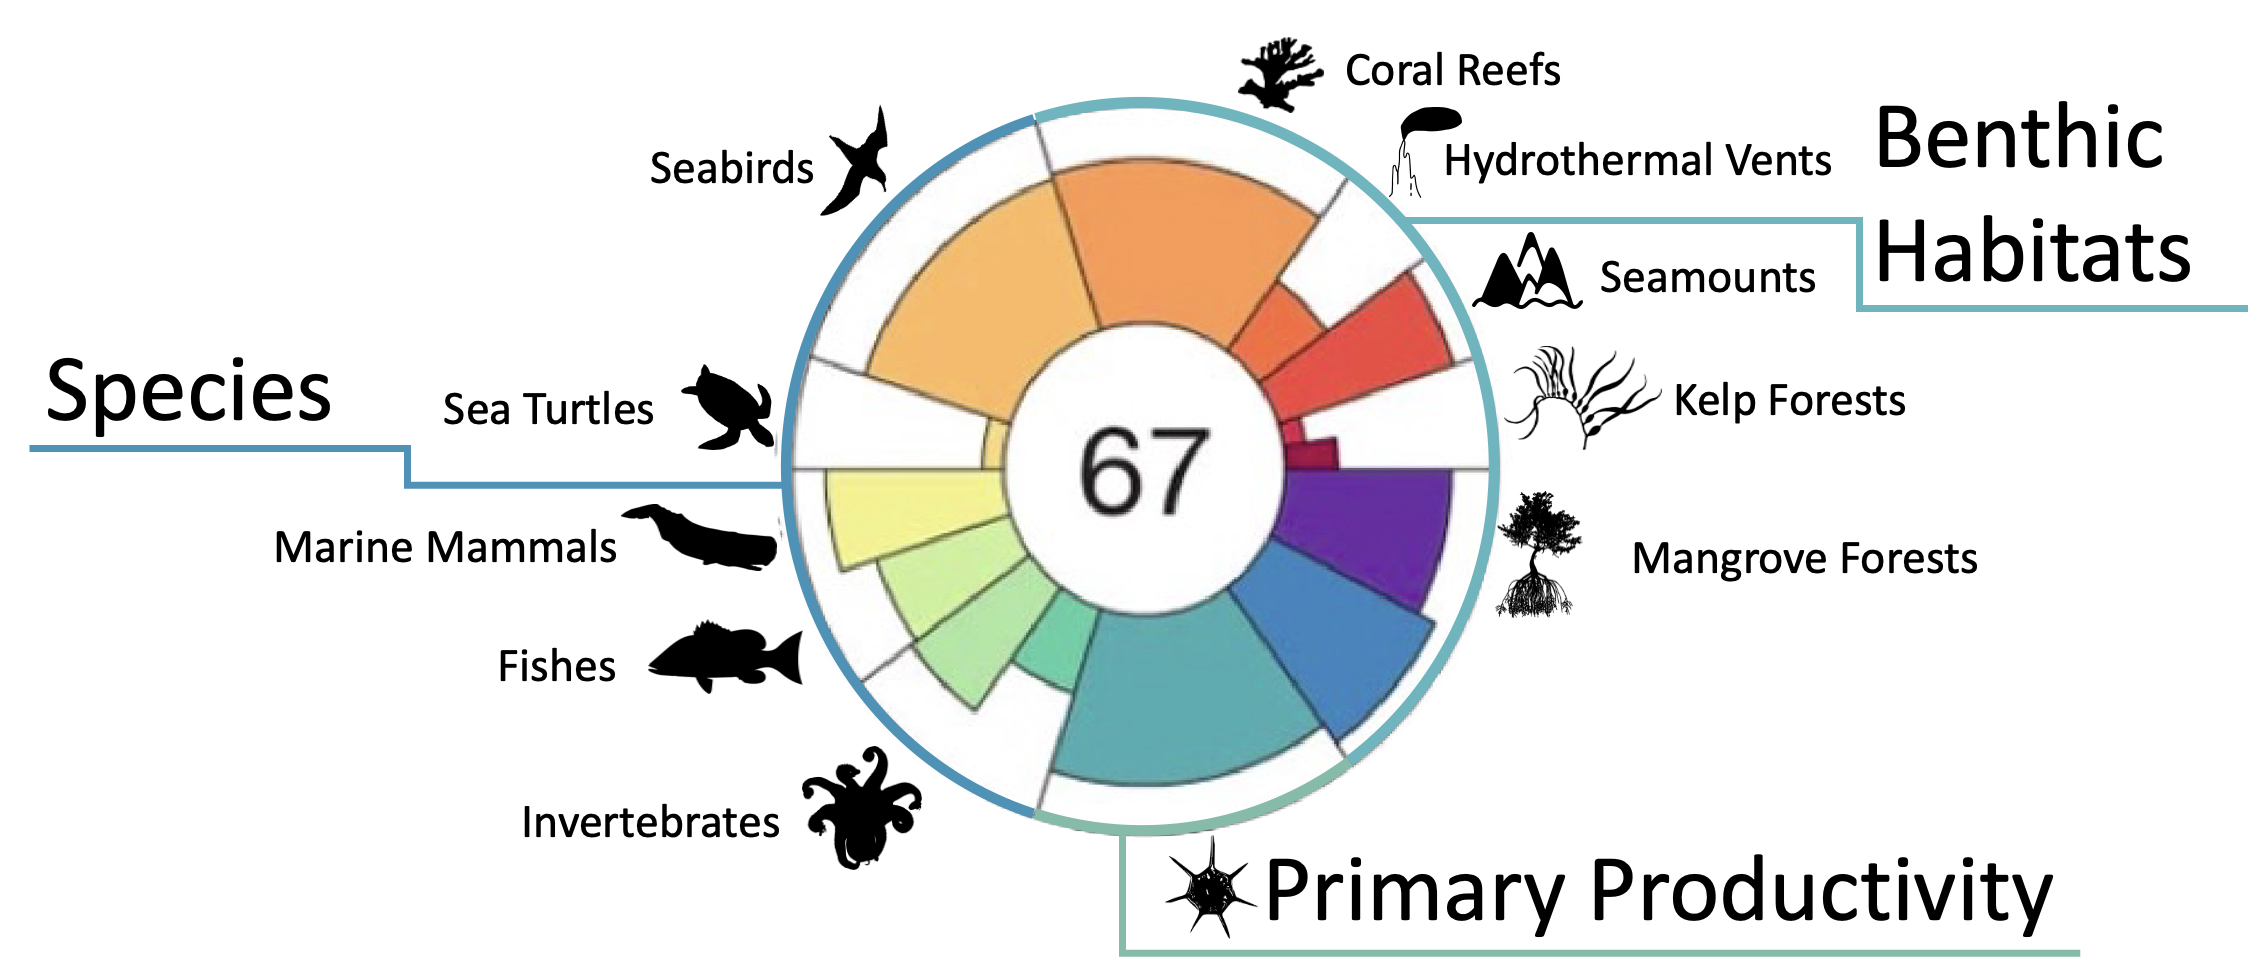 Coral Reefs
Hydrothermal Vents
Benthic
Habitats
Seabirds
Seamounts
Species
Sea Turtles
Kelp Forests
67
Marine Mammals
Mangrove Forests
Fishes
Invertebrates
Primary Productivity